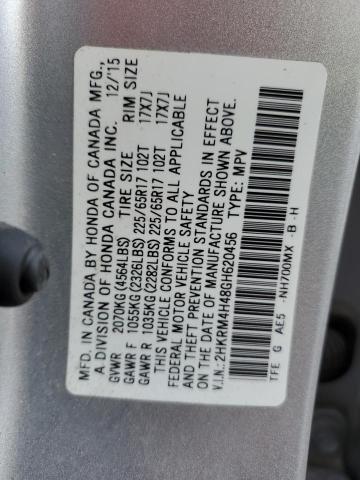 MFD. IN CANADA BY HONDA OF CANADA MFG.,
A DIVISION OF HONDA CANADA INC. 12/'15
GVWR 2070KG (4564LBS) TIRE SIZE RIM SIZE
GAWR F 1055KG (2326LBS) 225/65R17 102T 17X7J
GAWR R 1035KG (2282LBS) 225/65R17 102T 17X7J
THIS VEHICLE CONFORMS TO ALL APPLICABLE
FEDERAL MOTOR VEHICLE SAFETY
AND THEFT PREVENTION STANDARDS IN EFFECT
ON THE DATE OF MANUFACTURE SHOWN ABOVE.
V.I.N.: 2HKRM4H48GH620456 TYPE: MPV
TFE G AE5 -NH700MX -B -H